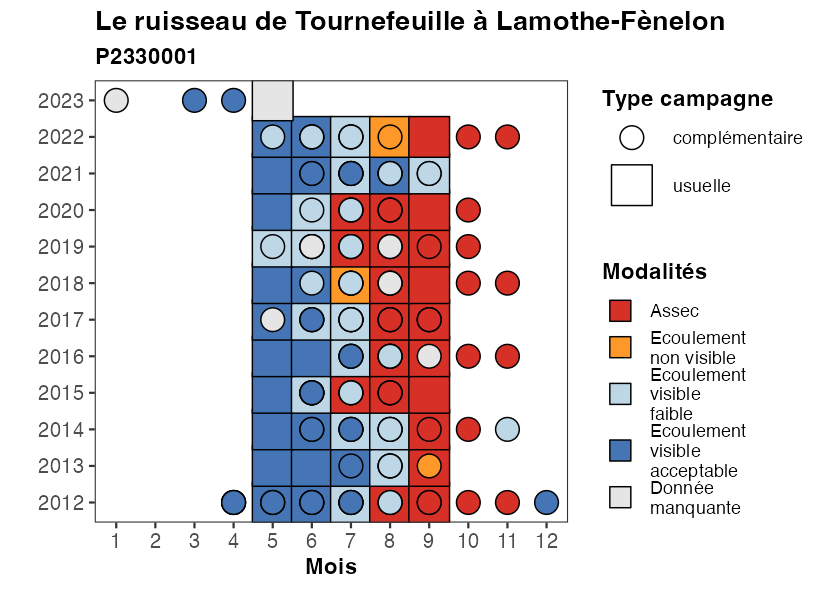 Le ruisseau de Tournefeuille à Lamothe-Fènelon
P2330001
2023
2022
2021
2020
2019
2018
2017
2016
2015
2014
2013
2012
1 2 3 4 5 6 7 8 9 10 11 12
Mois
Type campagne
complémentaire
usuelle
Modalités
Assec
Ecoulement
non visible
Ecoulement
visible
faible
Ecoulement
visible
acceptable
Donnée
manquante